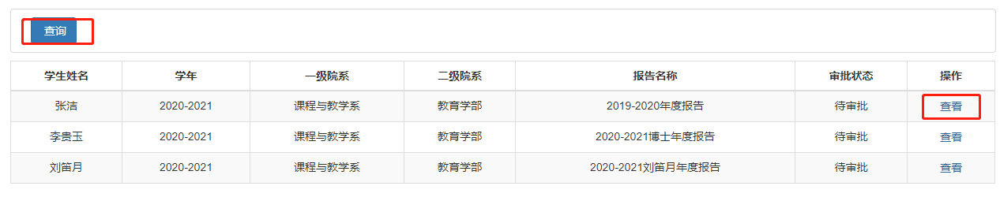 查询
学生姓名 学年 一级院系 二级院系 报告名称 审批状态 操作
张洁 2020-2021 课程与教学系 教育学部 2019-2020年度报告 待审批 查看
李贵玉 2020-2021 课程与教学系 教育学部 2020-2021博士年度报告 待审批 查看
刘笛月 2020-2021 课程与教学系 教育学部 2020-2021刘笛月年度报告 待审批 查看